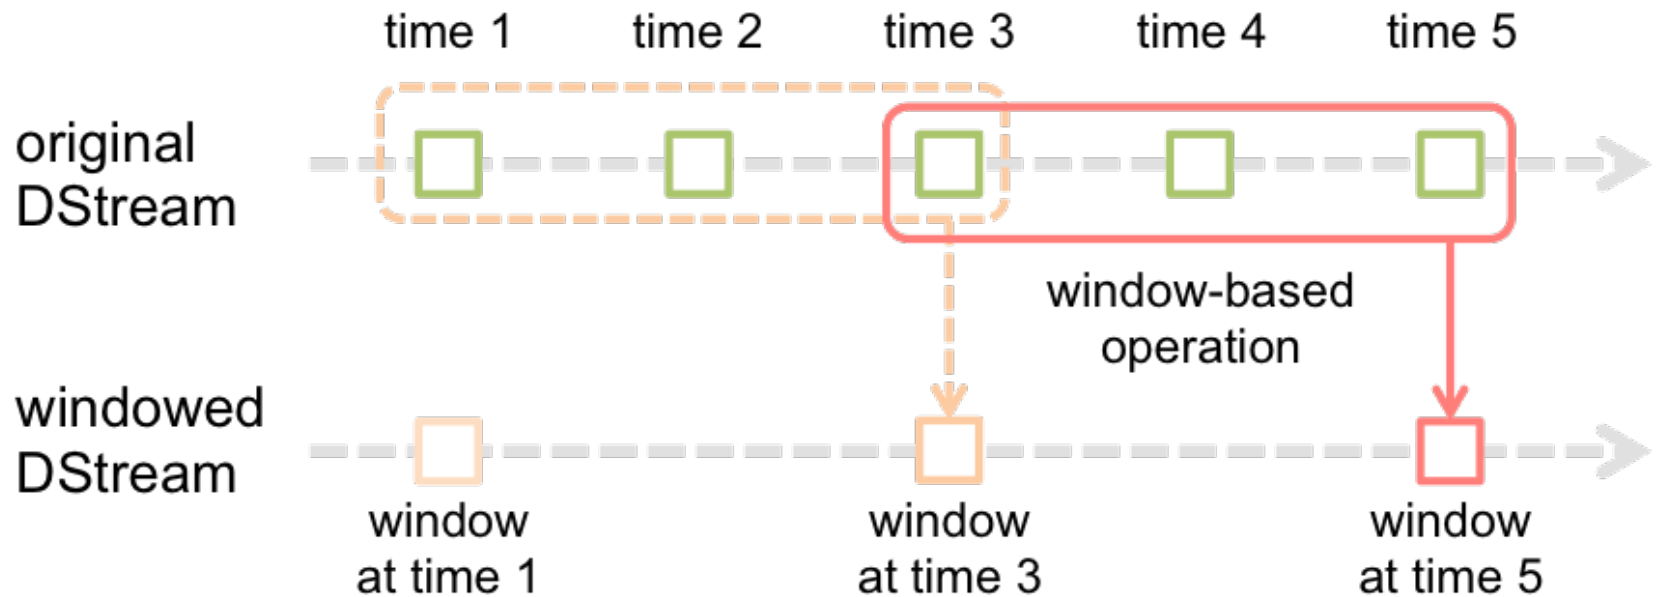 time 1 time 2 time 3 time 4 time 5
original
DStream
window-based
operation
windowed
DStream
window window window
at time 1 at time 3 at time 5